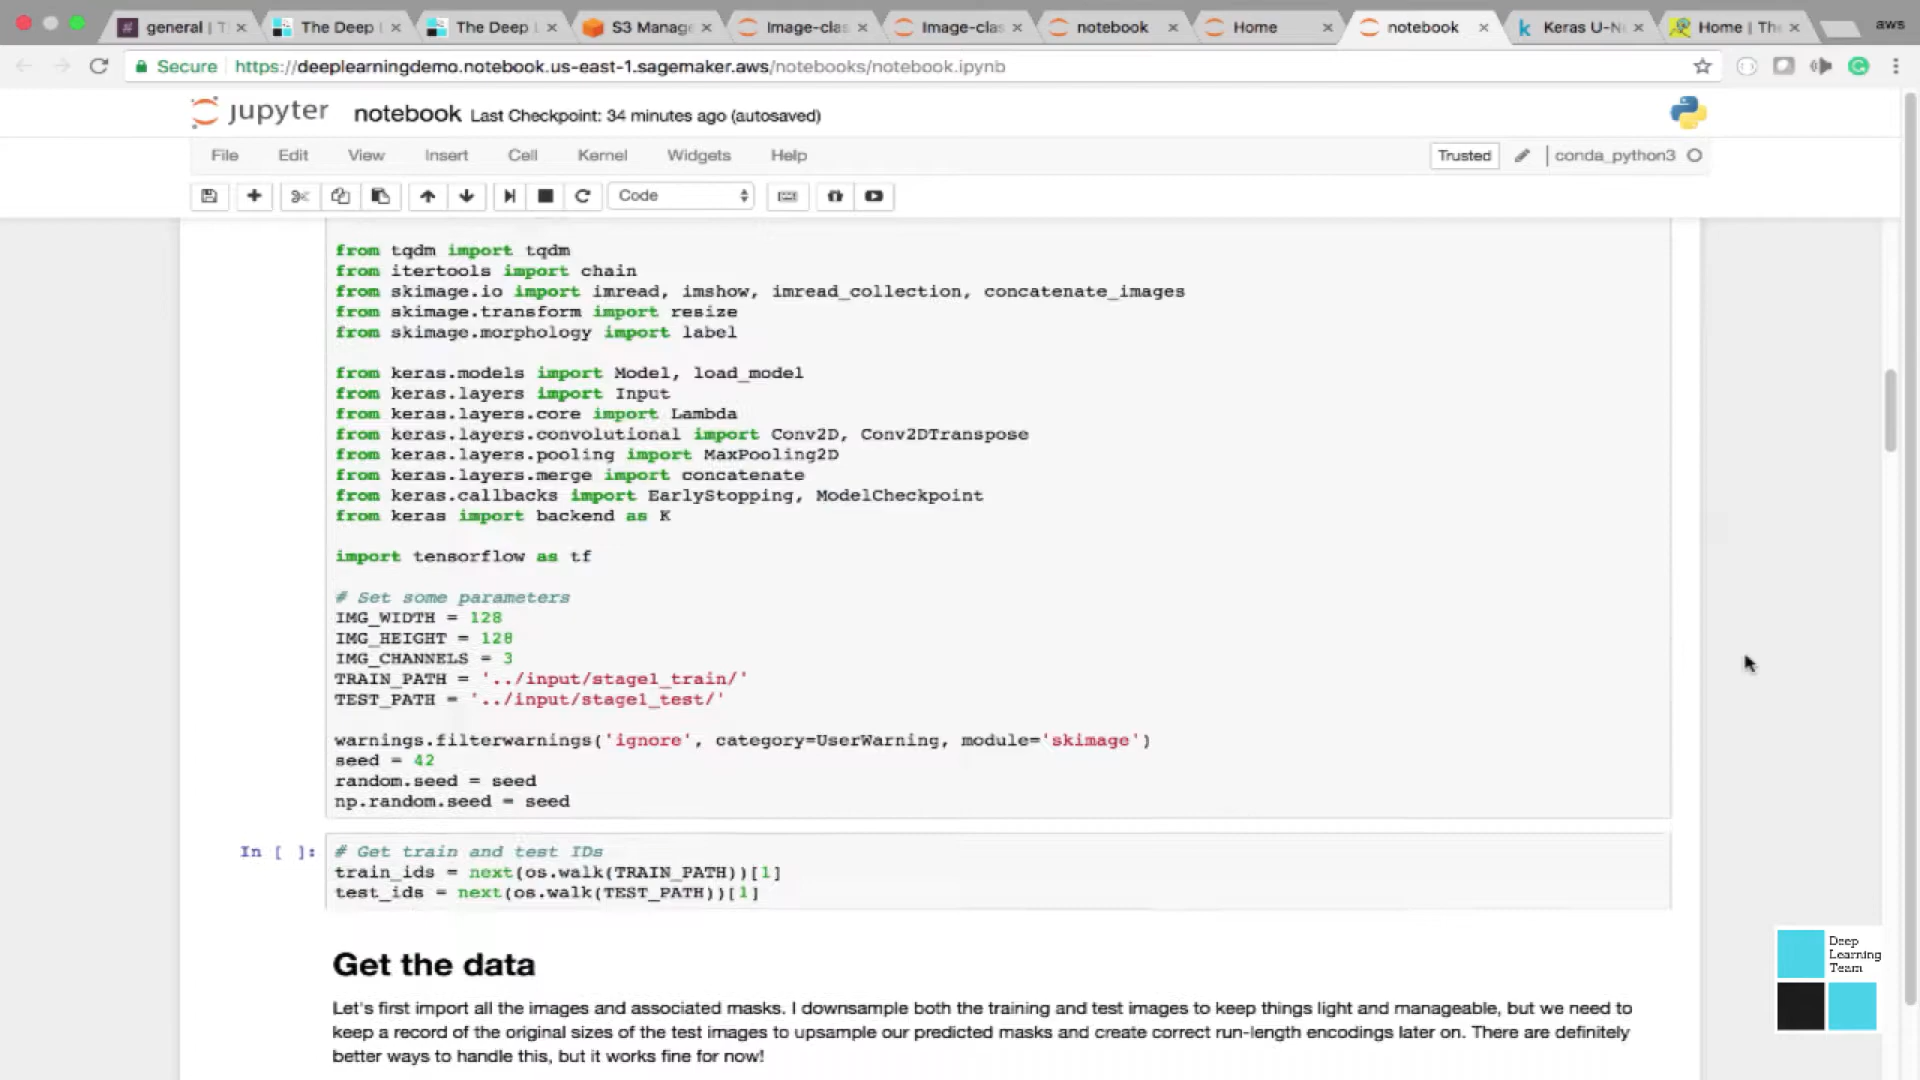 general | T
The Deep L
The Deep L
S3 Manage
Image-clas
Image-clas
notebook
Home
notebook
Keras U-Ne
Home | The
aws
Secure https://deeplearningdemo.notebook.us-east-1.sagemaker.aws/notebooks/notebook.ipynb
jupyter notebook Last Checkpoint: 34 minutes ago (autosaved)
File Edit View Insert Cell Kernel Widgets Help Trusted conda_python3
Code
from tqdm import tqdm
from itertools import chain
from skimage.io import imread, imshow, imread_collection, concatenate_images
from skimage.transform import resize
from skimage.morphology import label
from keras.models import Model, load_model
from keras.layers import Input
from keras.layers.core import Lambda
from keras.layers.convolutional import Conv2D, Conv2DTranspose
from keras.layers.pooling import MaxPooling2D
from keras.layers.merge import concatenate
from keras.callbacks import EarlyStopping, ModelCheckpoint
from keras import backend as K
import tensorflow as tf
# Set some parameters
IMG_WIDTH = 128
IMG_HEIGHT = 128
IMG_CHANNELS = 3
TRAIN_PATH = '../input/stage1_train/'
TEST_PATH = '../input/stage1_test/'
warnings.filterwarnings('ignore', category=UserWarning, module='skimage')
seed = 42
random.seed = seed
np.random.seed = seed
In [ ]: # Get train and test IDs
train_ids = next(os.walk(TRAIN_PATH))[1]
test_ids = next(os.walk(TEST_PATH))[1]
Get the data
Let's first import all the images and associated masks. I downsample both the training and test images to keep things light and manageable, but we need to
keep a record of the original sizes of the test images to upsample our predicted masks and create correct run-length encodings later on. There are definitely
better ways to handle this, but it works fine for now!
Deep
Learning
Team